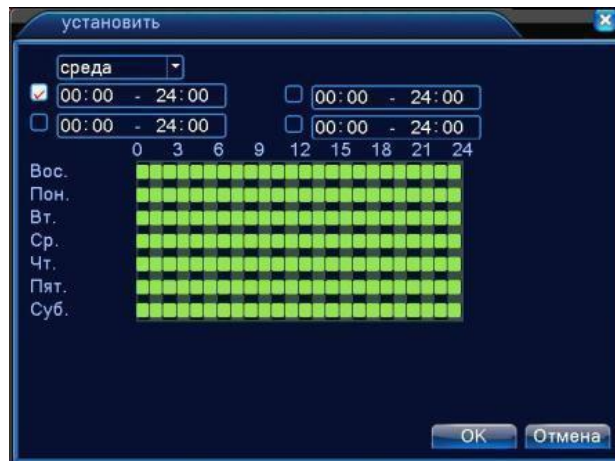 установить
среда
00:00 - 24:00 00:00 - 24:00
00:00 - 24:00 00:00 - 24:00
0 3 6 9 12 15 18 21 24
Вос.
Пон.
Вт.
Ср.
Чт.
Пят.
Суб.
OK Отмена